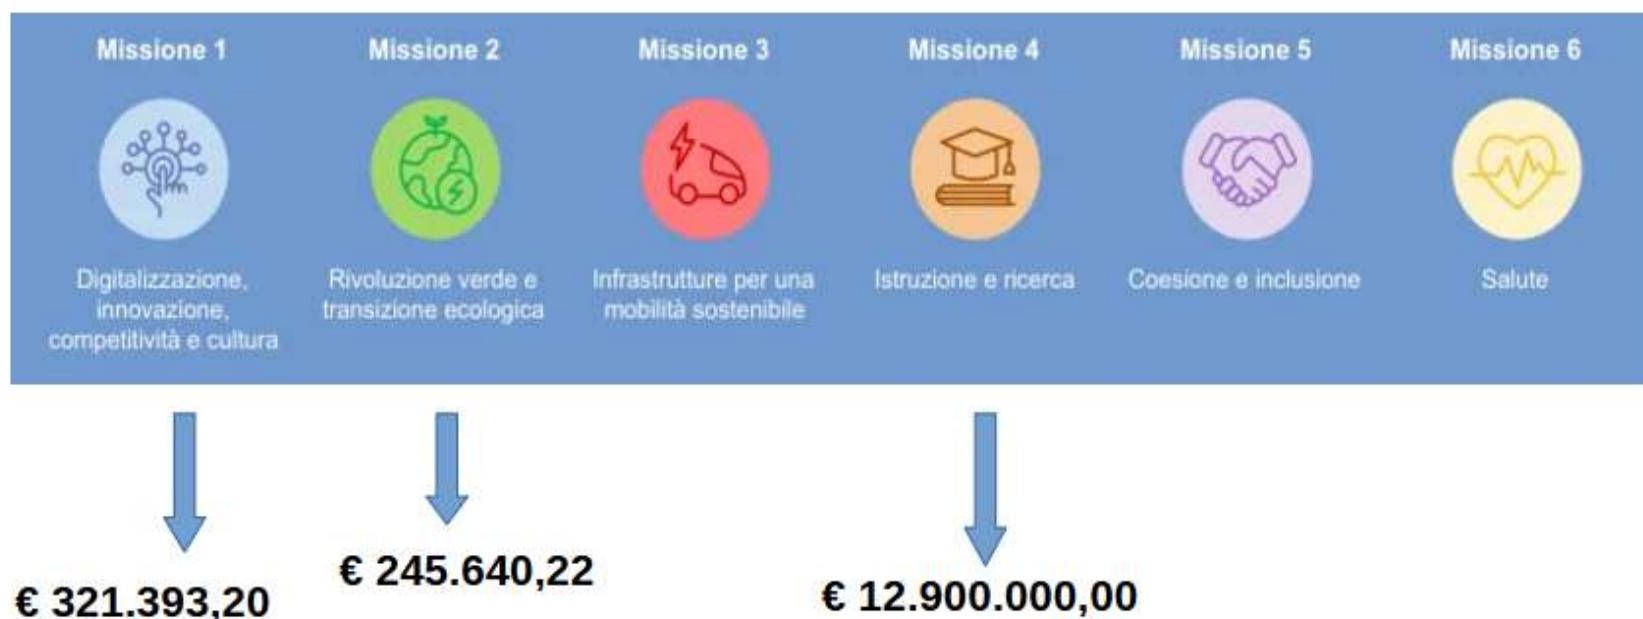 Missione 1
Missione 2
Missione 3
Missione 4
Missione 5
Missione 6
Digitalizzazione,
innovazione,
competitività e cultura
Rivoluzione verde e
transizione ecologica
Infrastrutture per una
mobilità sostenibile
Istruzione e ricerca
Coesione e inclusione
Salute
€ 321.393,20
€ 245.640,22
€ 12.900.000,00